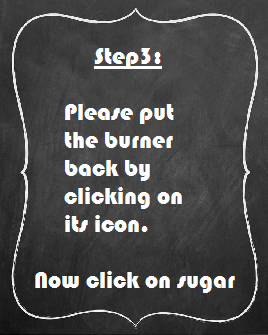 Step3:
Please put
the burner
back by
clicking on
its icon.
Now click on sugar